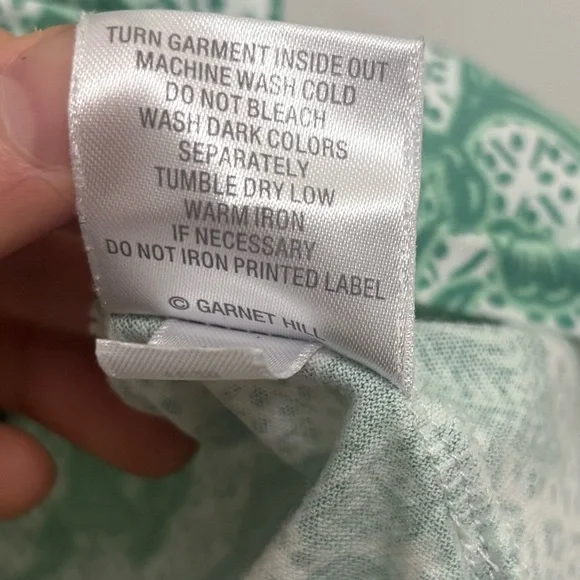 TURN GARMENT INSIDE OUT
MACHINE WASH COLD
DO NOT BLEACH
WASH DARK COLORS
SEPARATELY
TUMBLE DRY LOW
WARM IRON
IF NECESSARY
DO NOT IRON PRINTED LABEL
© GARNET HILL